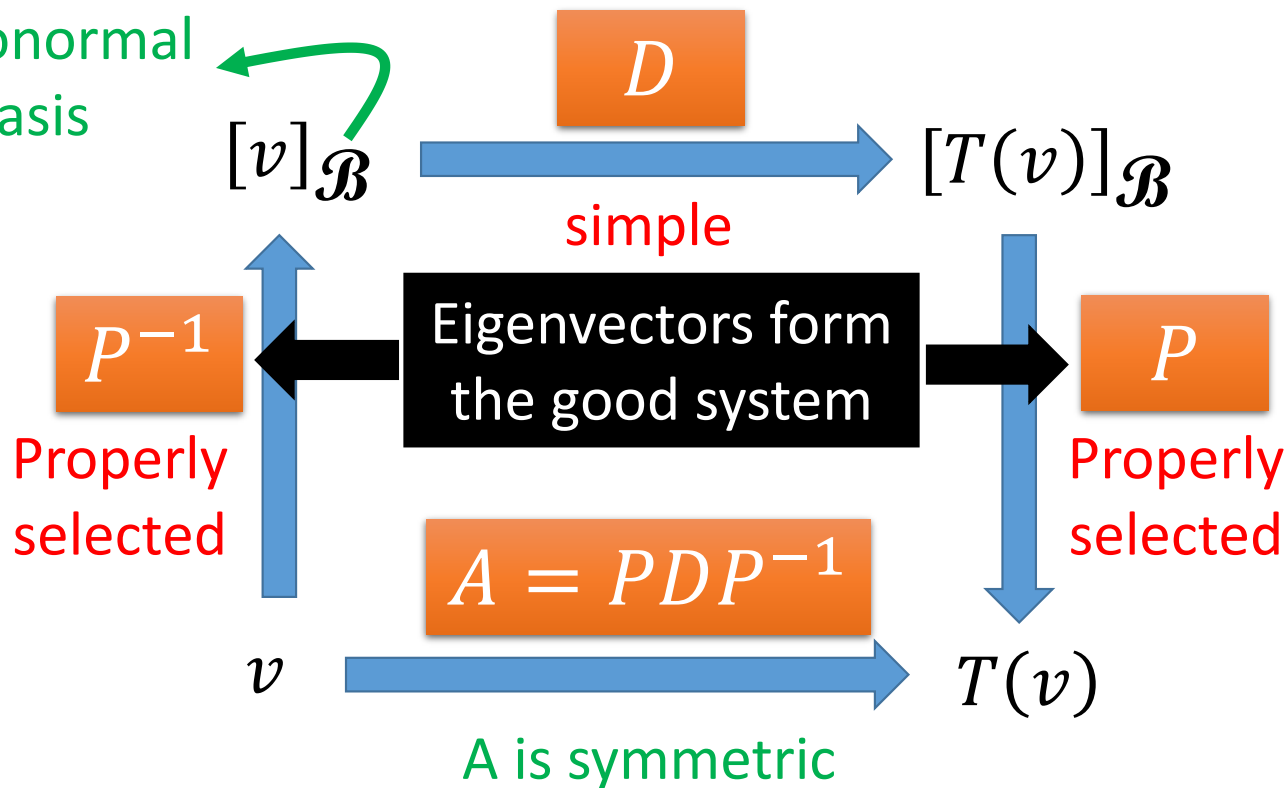 onormal
asis
D
[v]_ℬ
[T(v)]_ℬ
simple
Eigenvectors form
the good system
P^{-1}
P
Properly
selected
Properly
selected
A = PDP^{-1}
v
T(v)
A is symmetric